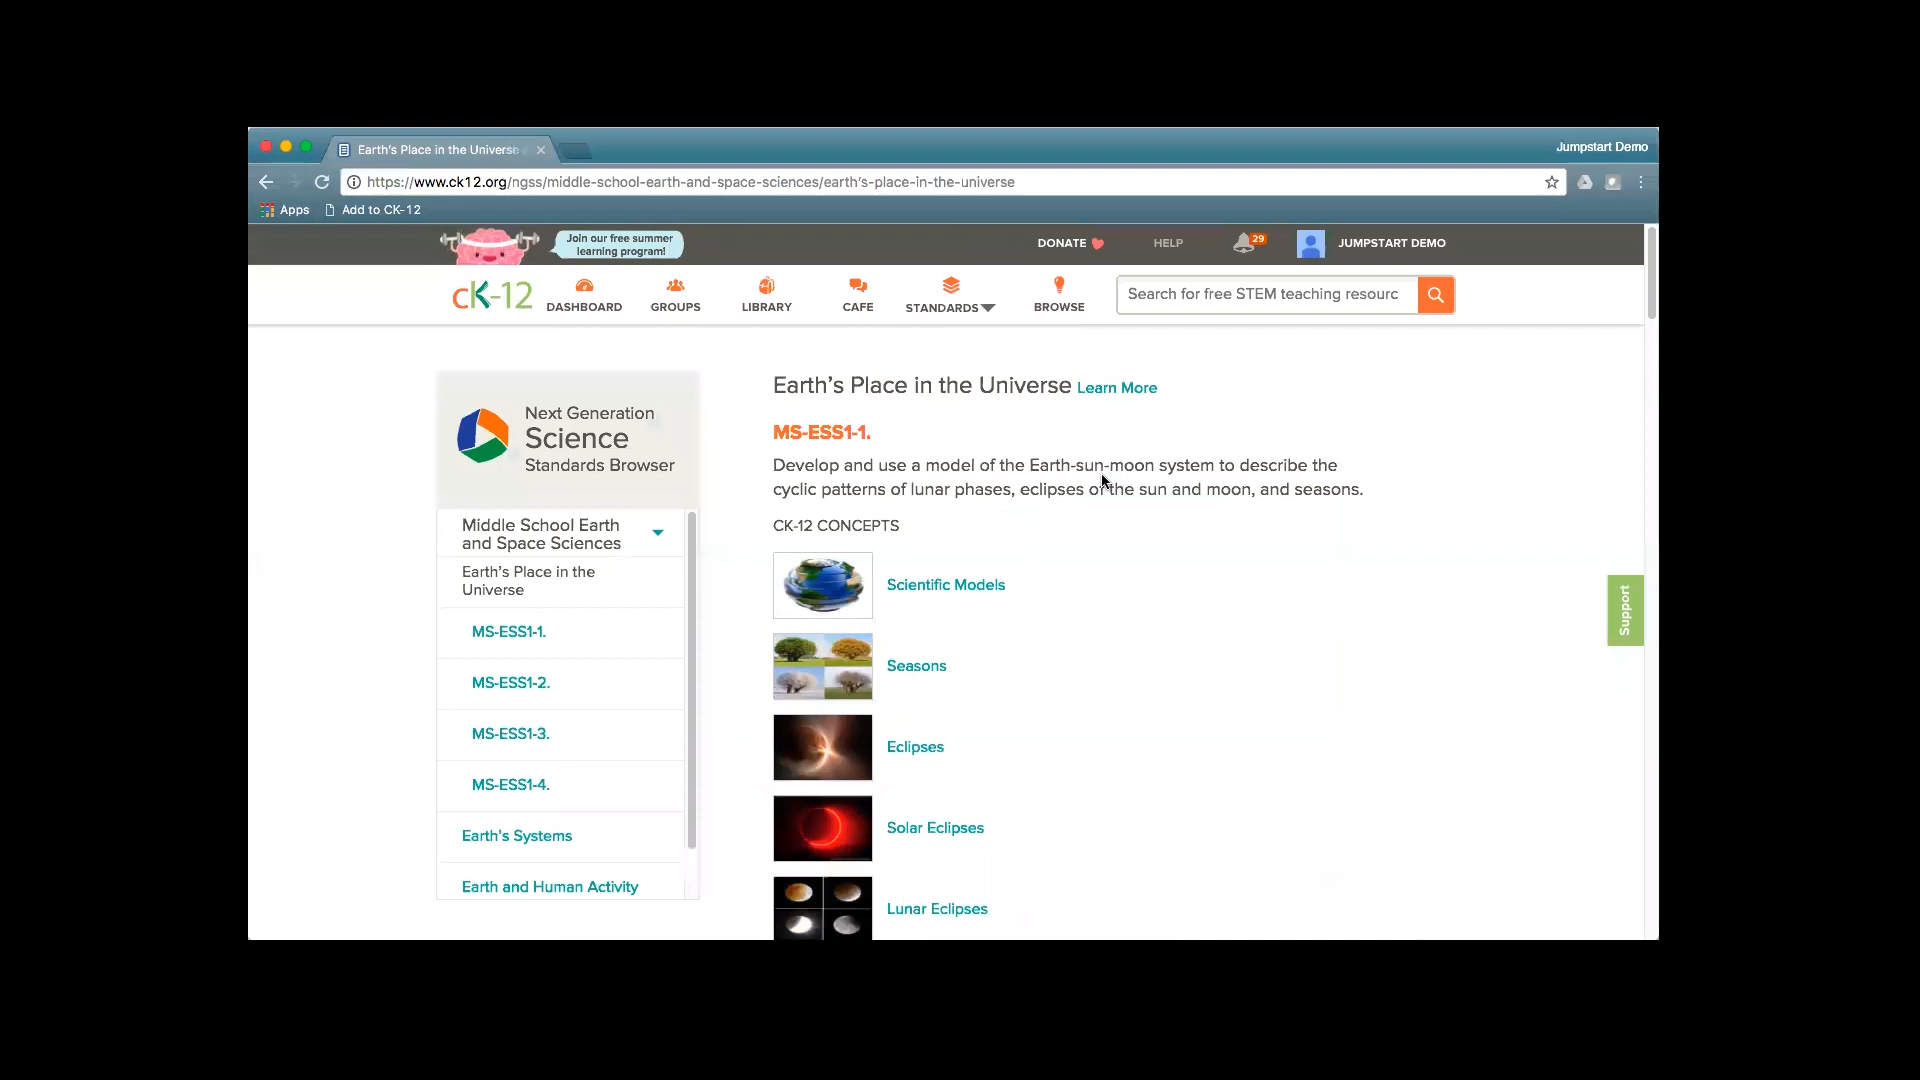 Earth's Place in the Universe
Jumpstart Demo
https://www.ck12.org/ngss/middle-school-earth-and-space-sciences/earth's-place-in-the-universe
Apps
Add to CK-12
Join our free summer
learning program!
DONATE
HELP
29
JUMPSTART DEMO
cK-12
DASHBOARD
GROUPS
LIBRARY
CAFE
STANDARDS
BROWSE
Search for free STEM teaching resourc
Next Generation
Science
Standards Browser
Middle School Earth
and Space Sciences
Earth's Place in the
Universe
MS-ESS1-1.
MS-ESS1-2.
MS-ESS1-3.
MS-ESS1-4.
Earth's Systems
Earth and Human Activity
Earth's Place in the Universe Learn More
MS-ESS1-1.
Develop and use a model of the Earth-sun-moon system to describe the
cyclic patterns of lunar phases, eclipses of the sun and moon, and seasons.
CK-12 CONCEPTS
Scientific Models
Seasons
Eclipses
Solar Eclipses
Lunar Eclipses
Support